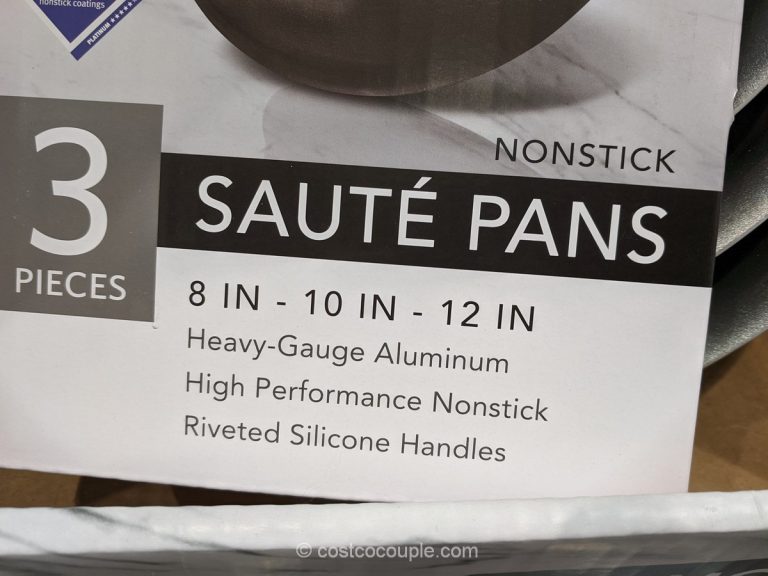 nonstick coatings
PLATINUM
NONSTICK
3
PIECES
SAUTÉ PANS
8 IN - 10 IN - 12 IN
Heavy-Gauge Aluminum
High Performance Nonstick
Riveted Silicone Handles
© costcocouple.com